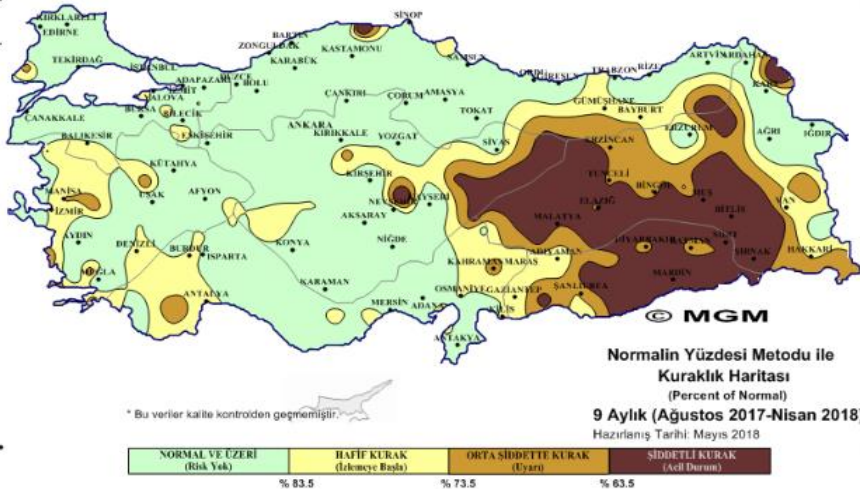 SİNOP
KIRKLARELİ
EDİRNE
BARTIN
ZONGULDAK
KASTAMONU
TEKİRDAĞ
KARABÜK
SAMSUN
İSTANBUL
DÜZCE
ORDU
GİRESUN
TRABZON
RİZE
ARTVİN
ARDAHAN
ADAPAZARI
BOLU
İZMİT
YALOVA
ÇANKIRI
ÇORUM
AMASYA
KARS
GÜMÜŞHANE
BAYBURT
ÇANAKKALE
BURSA
BİLECİK
TOKAT
ANKARA
ERZURUM
AĞRI
IĞDIR
BALIKESİR
ESKİŞEHİR
KIRIKKALE
YOZGAT
SİVAS
ERZİNCAN
KÜTAHYA
KIRŞEHİR
TUNCELİ
BİNGÖL
MUŞ
MANİSA
UŞAK
AFYON
NEVŞEHİR
KAYSERİ
ELAZIĞ
BİTLİS
VAN
İZMİR
AKSARAY
MALATYA
AYDIN
DENİZLİ
BURDUR
ISPARTA
KONYA
NİĞDE
ADIYAMAN
DİYARBAKIR
BATMAN
SİİRT
ŞIRNAK
HAKKARİ
MUĞLA
KAHRAMANMARAŞ
MARDİN
ANTALYA
KARAMAN
OSMANİYE
GAZİANTEP
ŞANLIURFA
MERSİN
ADANA
KİLİS
ANTAKYA
© MGM
Normalin Yüzdesi Metodu ile
Kuraklık Haritası
(Percent of Normal)
9 Aylık (Ağustos 2017-Nisan 2018)
Hazırlanış Tarihi: Mayıs 2018
* Bu veriler kalite kontrolden geçmemiştir.
NORMAL VE ÜZERİ
(Risk Yok)
HAFİF KURAK
(İzlemeye Başla)
ORTA ŞİDDETTE KURAK
(Uyarı)
ŞİDDETLİ KURAK
(Acil Durum)
% 83.5
% 73.5
% 63.5